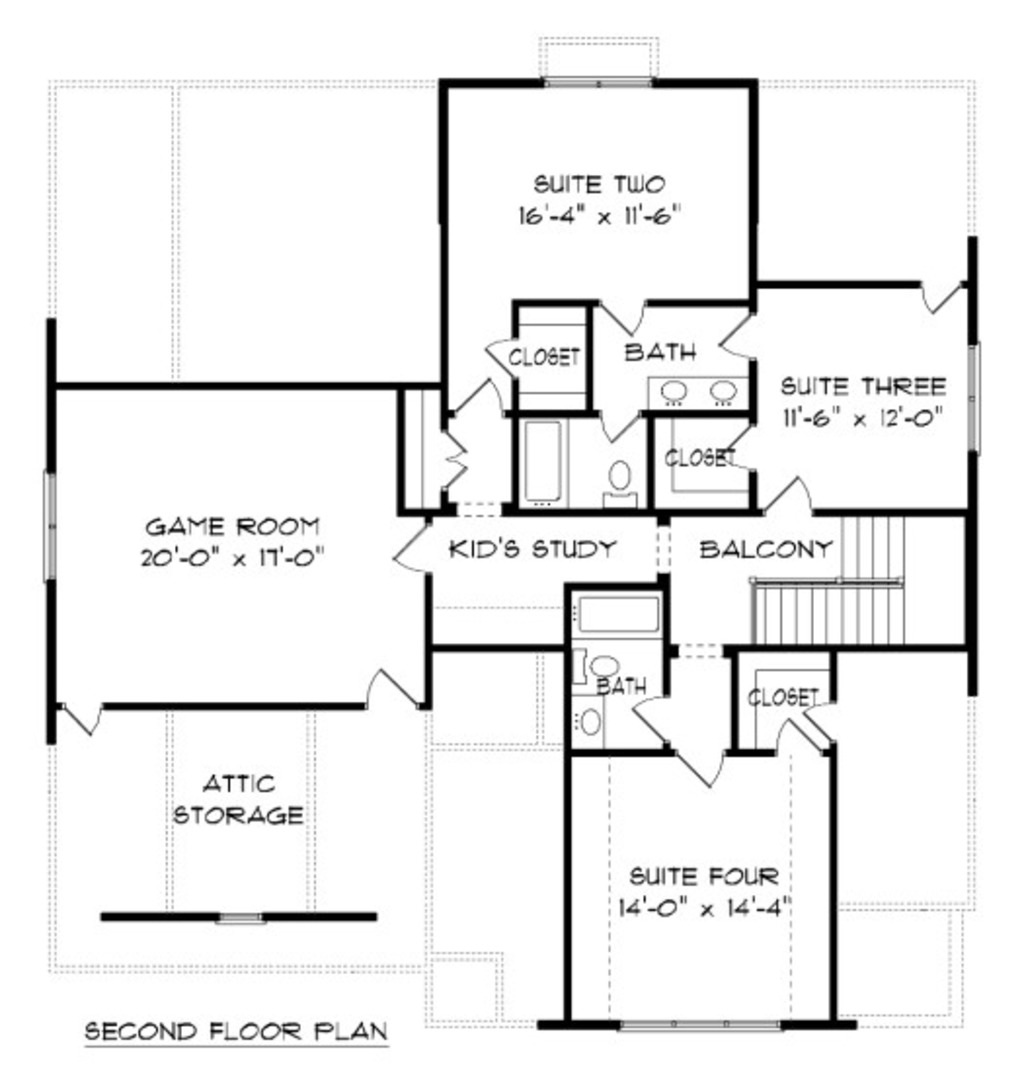 SUITE TWO
16'-4" x 11'-6"
CLOSET
BATH
SUITE THREE
11'-6" x 12'-0"
CLOSET
GAME ROOM
20'-0" x 17'-0"
KID'S STUDY
BALCONY
BATH
CLOSET
ATTIC
STORAGE
SUITE FOUR
14'-0" x 14'-4"
SECOND FLOOR PLAN